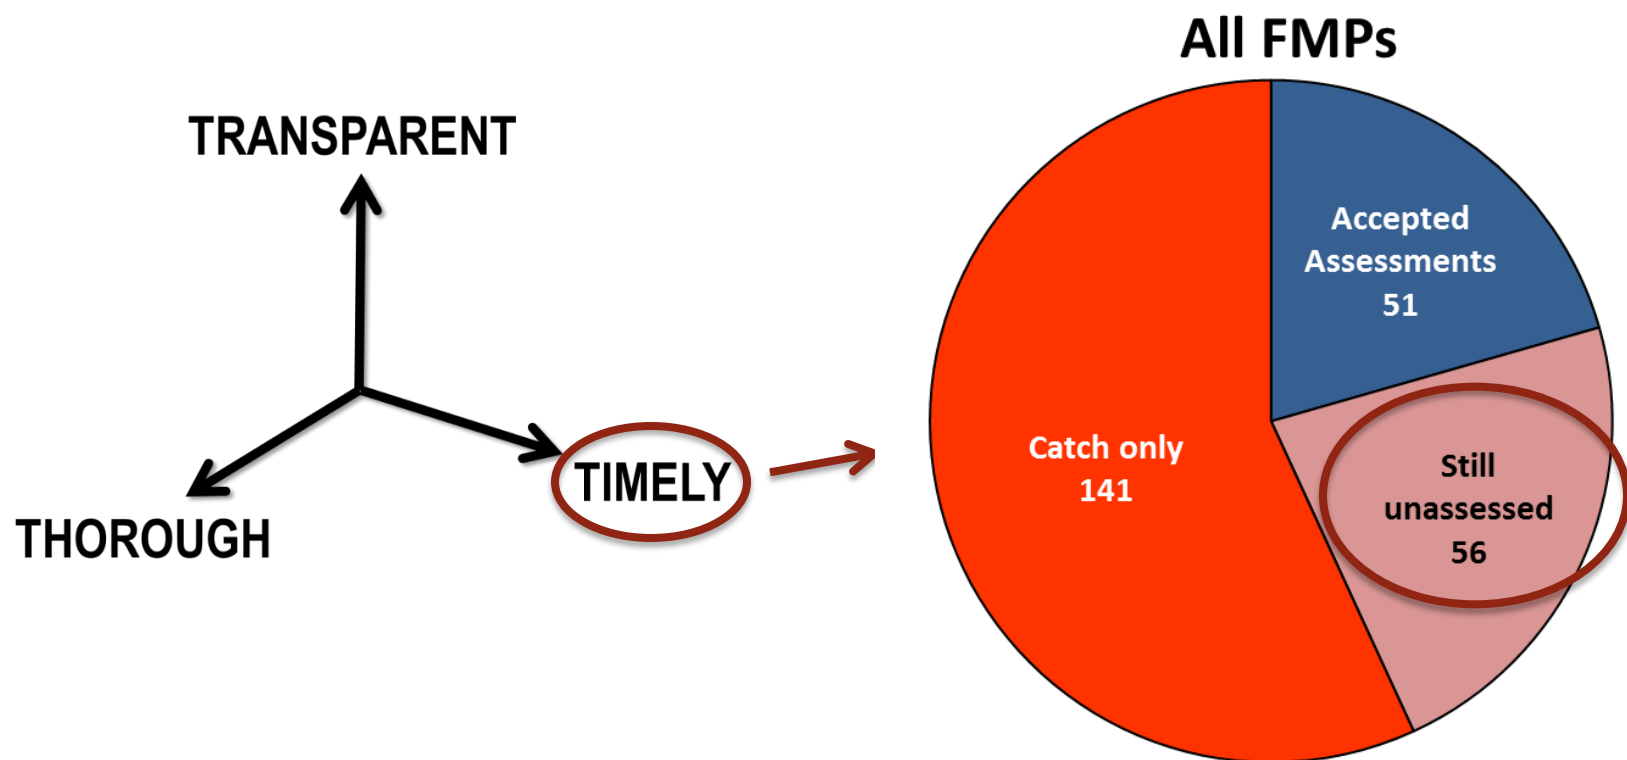 TRANSPARENT
THOROUGH
TIMELY
All FMPs
Accepted
Assessments
51
Catch only
141
Still
unassessed
56